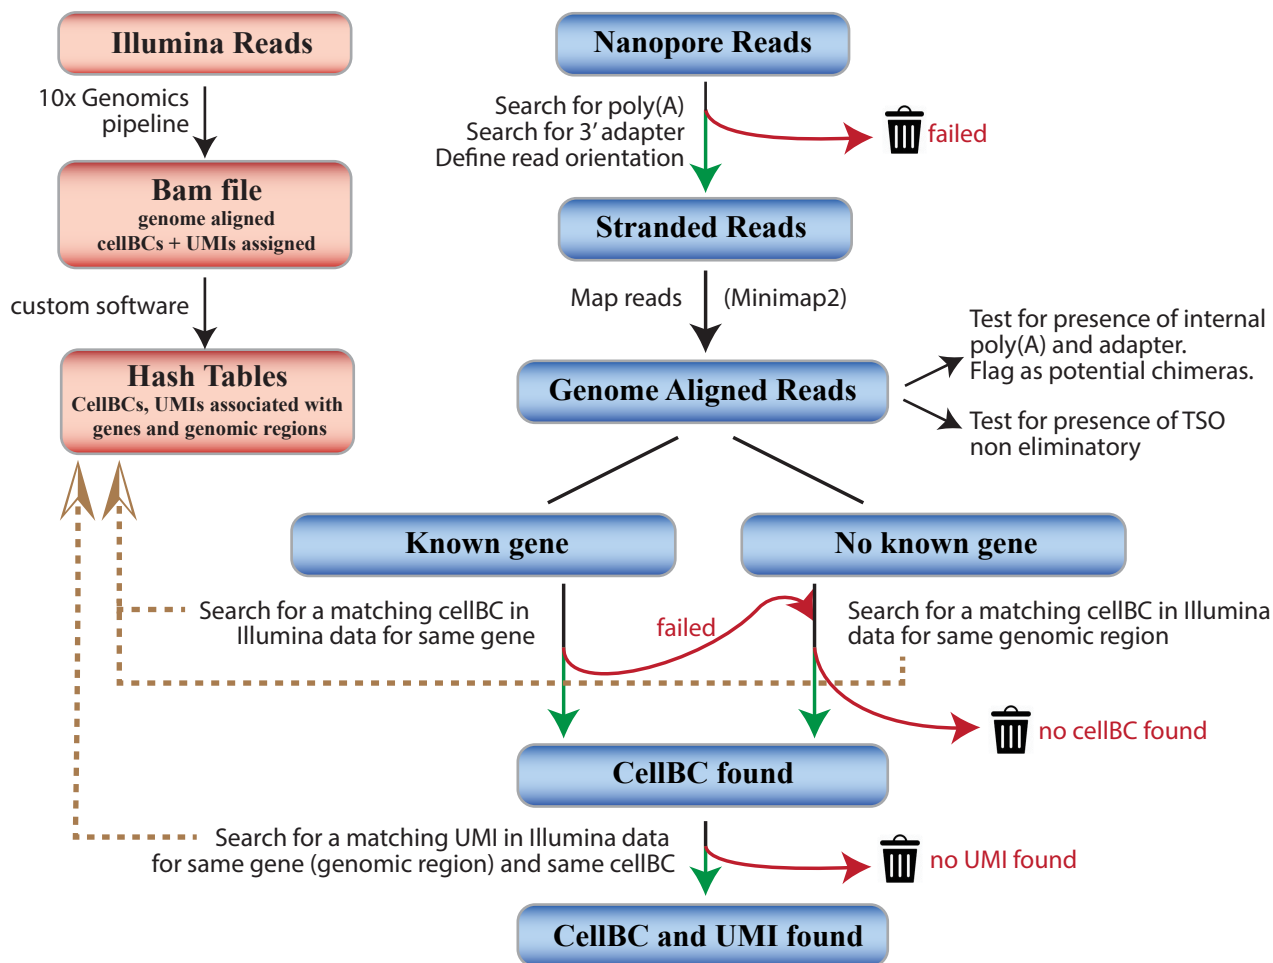 Illumina Reads
10x Genomics
pipeline
Bam file
genome aligned
cellBCs + UMIs assigned
custom software
Hash Tables
CellBCs, UMIs associated with
genes and genomic regions
Nanopore Reads
Search for poly(A)
Search for 3' adapter
Define read orientation
failed
Stranded Reads
Map reads (Minimap2)
Genome Aligned Reads
Test for presence of internal
poly(A) and adapter.
Flag as potential chimeras.
Test for presence of TSO
non eliminatory
Known gene
No known gene
Search for a matching cellBC in
Illumina data for same gene
failed
Search for a matching cellBC in Illumina
data for same genomic region
no cellBC found
CellBC found
Search for a matching UMI in Illumina data
for same gene (genomic region) and same cellBC
no UMI found
CellBC and UMI found